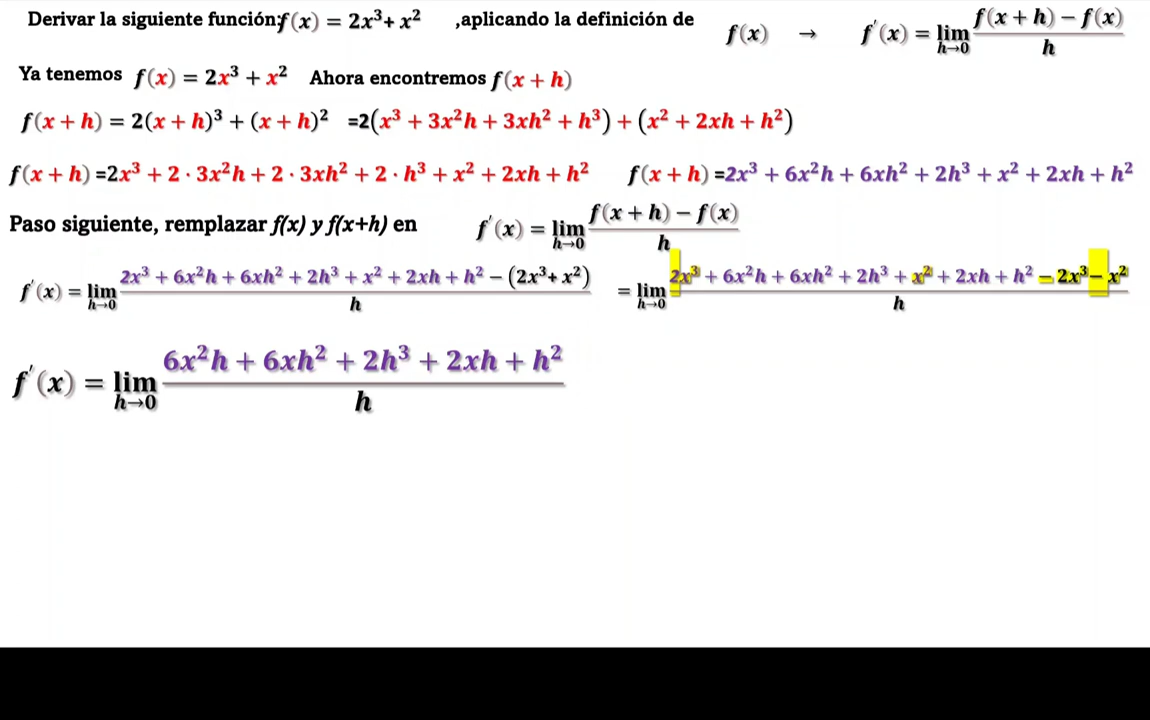 Derivar la siguiente función: f(x) = 2x³+ x² ,aplicando la definición de f(x) → f′(x) = lim h→0 f(x + h) − f(x) / h
Ya tenemos f(x) = 2x³ + x² Ahora encontremos f(x + h)
f(x + h) = 2(x + h)³ + (x + h)² =2(x³ + 3x²h + 3xh² + h³) + (x² + 2xh + h²)
f(x + h) =2x³ + 2 · 3x²h + 2 · 3xh² + 2 · h³ + x² + 2xh + h² f(x + h) =2x³ + 6x²h + 6xh² + 2h³ + x² + 2xh + h²
Paso siguiente, remplazar f(x) y f(x+h) en f′(x) = lim h→0 f(x + h) − f(x) / h
f′(x) = lim h→0 2x³ + 6x²h + 6xh² + 2h³ + x² + 2xh + h² − (2x³+ x²) / h = lim h→0 2x³ + 6x²h + 6xh² + 2h³ + x² + 2xh + h² − 2x³ − x² / h
f′(x) = lim h→0 6x²h + 6xh² + 2h³ + 2xh + h² / h